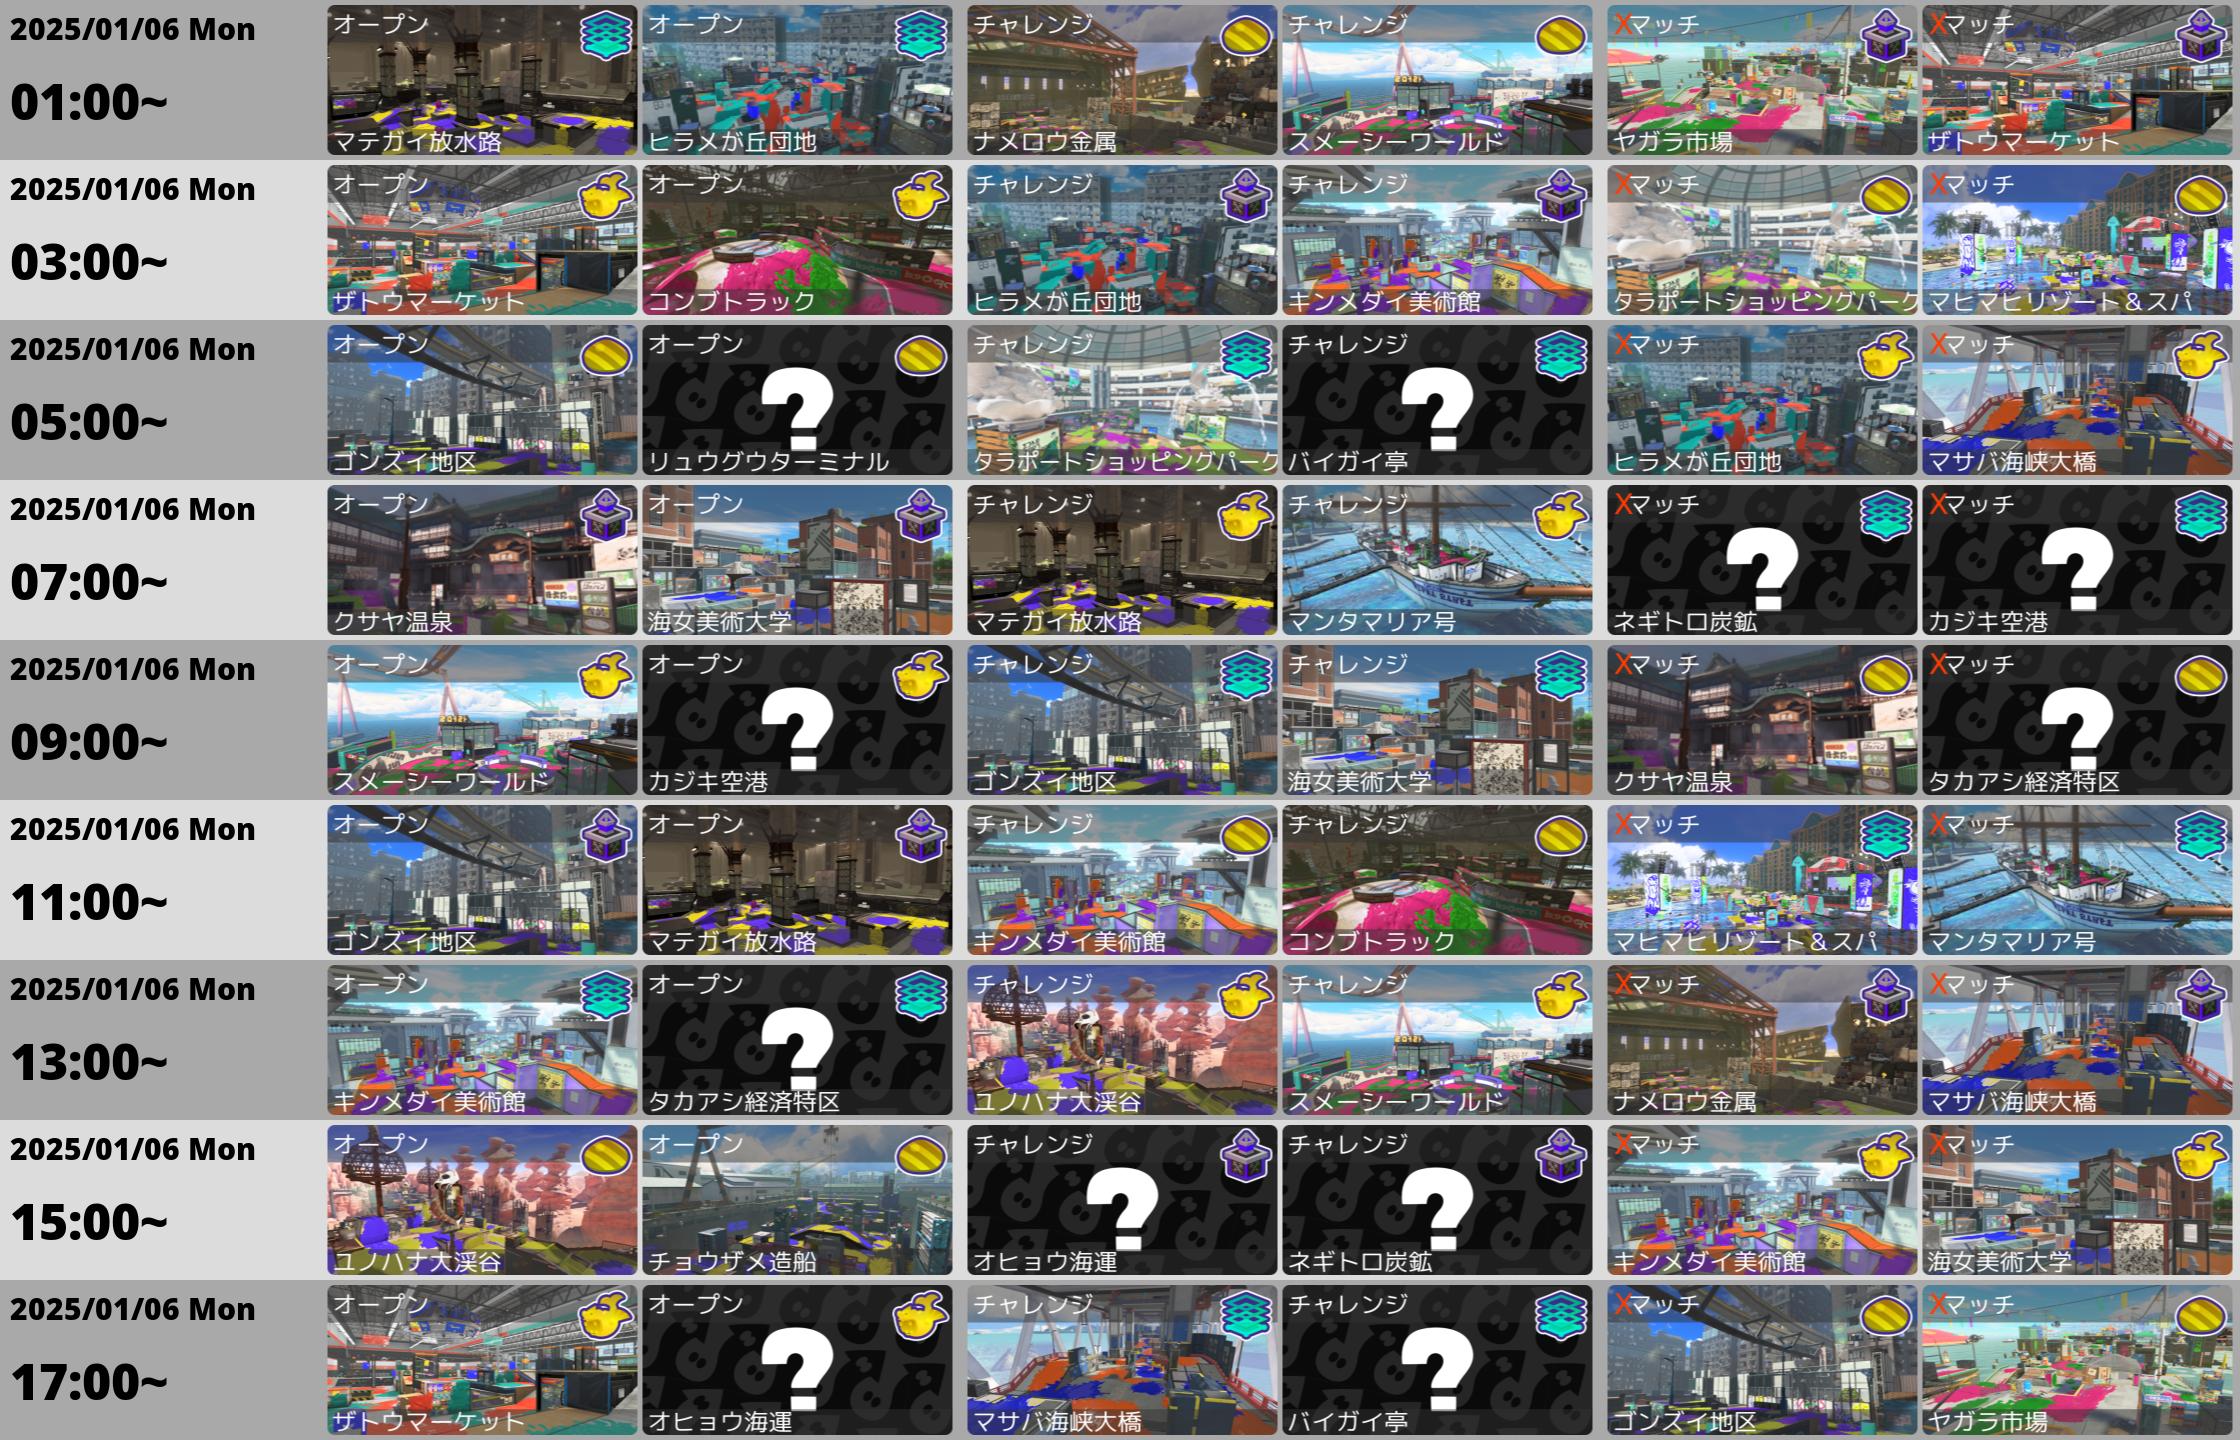 2025/01/06 Mon
01:00~
オープン
マテガイ放水路
オープン
ヒラメが丘団地
チャレンジ
ナメロウ金属
チャレンジ
スメーシーワールド
Xマッチ
ヤガラ市場
Xマッチ
ザトウマーケット
2025/01/06 Mon
03:00~
オープン
ザトウマーケット
オープン
コンブトラック
チャレンジ
ヒラメが丘団地
チャレンジ
キンメダイ美術館
Xマッチ
タラポートショッピングパーク
Xマッチ
マヒマヒリゾート＆スパ
2025/01/06 Mon
05:00~
オープン
ゴンズイ地区
オープン
?
リュウグウターミナル
チャレンジ
タラポートショッピングパーク
チャレンジ
?
バイガイ亭
Xマッチ
ヒラメが丘団地
Xマッチ
マサバ海峡大橋
2025/01/06 Mon
07:00~
オープン
クサヤ温泉
オープン
海女美術大学
チャレンジ
マテガイ放水路
チャレンジ
マンタマリア号
Xマッチ
?
ネギトロ炭鉱
Xマッチ
?
カジキ空港
2025/01/06 Mon
09:00~
オープン
スメーシーワールド
オープン
?
カジキ空港
チャレンジ
ゴンズイ地区
チャレンジ
海女美術大学
Xマッチ
クサヤ温泉
Xマッチ
?
タカアシ経済特区
2025/01/06 Mon
11:00~
オープン
ゴンズイ地区
オープン
マテガイ放水路
チャレンジ
キンメダイ美術館
チャレンジ
コンブトラック
Xマッチ
マヒマヒリゾート＆スパ
Xマッチ
マンタマリア号
2025/01/06 Mon
13:00~
オープン
キンメダイ美術館
オープン
?
タカアシ経済特区
チャレンジ
ユノハナ大渓谷
チャレンジ
スメーシーワールド
Xマッチ
ナメロウ金属
Xマッチ
マサバ海峡大橋
2025/01/06 Mon
15:00~
オープン
ユノハナ大渓谷
オープン
チョウザメ造船
チャレンジ
?
オヒョウ海運
チャレンジ
?
ネギトロ炭鉱
Xマッチ
キンメダイ美術館
Xマッチ
海女美術大学
2025/01/06 Mon
17:00~
オープン
ザトウマーケット
オープン
?
オヒョウ海運
チャレンジ
マサバ海峡大橋
チャレンジ
?
バイガイ亭
Xマッチ
ゴンズイ地区
Xマッチ
ヤガラ市場